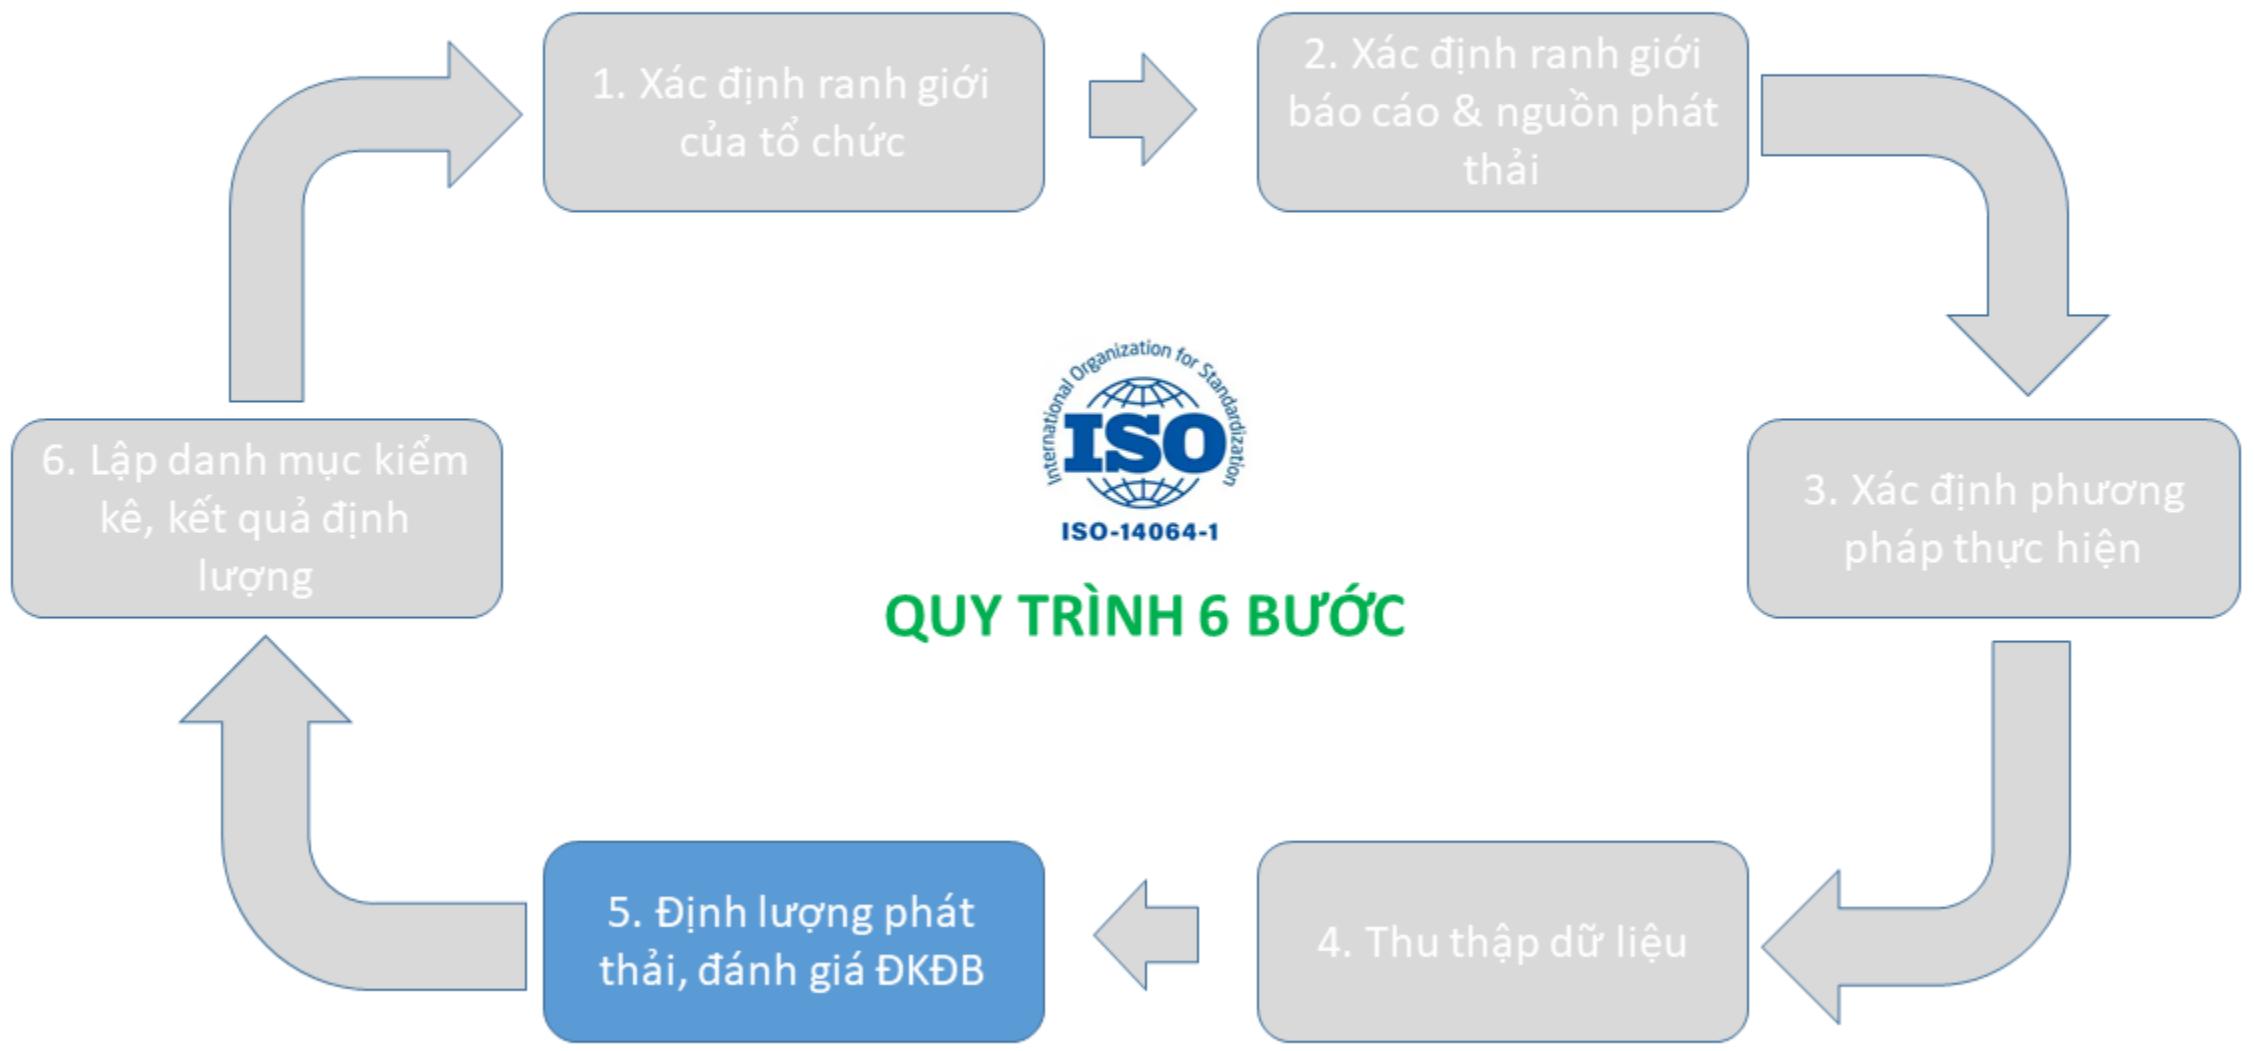 1. Xác định ranh giới
của tổ chức
2. Xác định ranh giới
báo cáo & nguồn phát
thải
3. Xác định phương
pháp thực hiện
4. Thu thập dữ liệu
5. Định lượng phát
thải, đánh giá ĐKĐB
6. Lập danh mục kiểm
kê, kết quả định
lượng
International Organization for Standardization
ISO
ISO-14064-1
QUY TRÌNH 6 BƯỚC